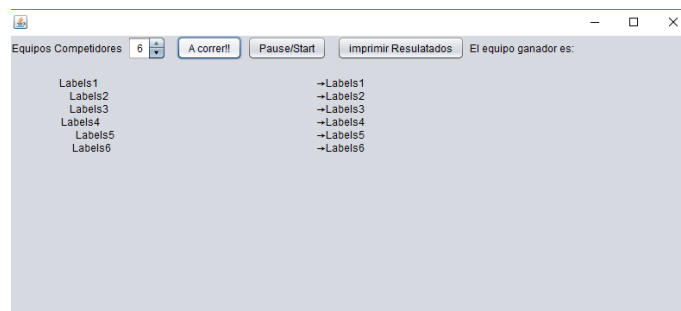 Equipos Competidores 6 A correr!! Pause/Start imprimir Resulatados El equipo ganador es:
Labels1 →Labels1
Labels2 →Labels2
Labels3 →Labels3
Labels4 →Labels4
Labels5 →Labels5
Labels6 →Labels6